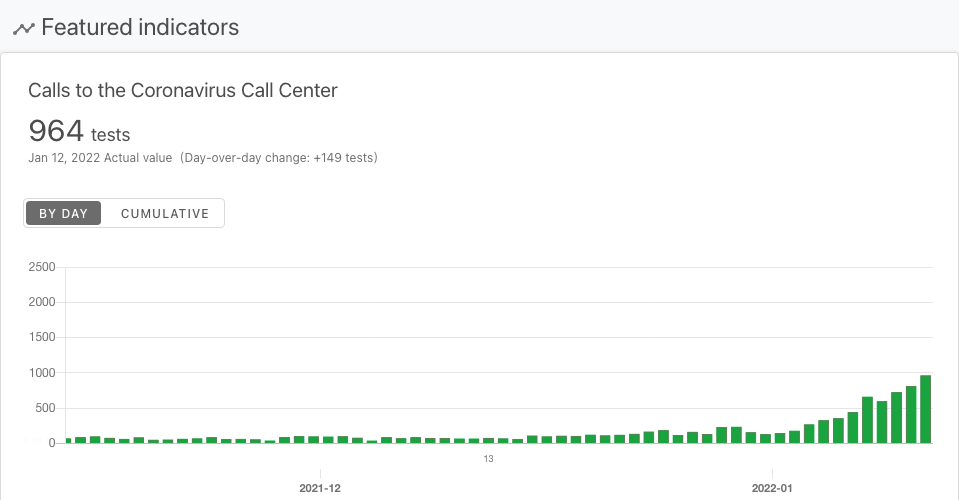 Featured indicators
Calls to the Coronavirus Call Center
964 tests
Jan 12, 2022 Actual value (Day-over-day change: +149 tests)
BY DAY CUMULATIVE
2500
2000
1500
1000
500
0
13
2021-12 2022-01